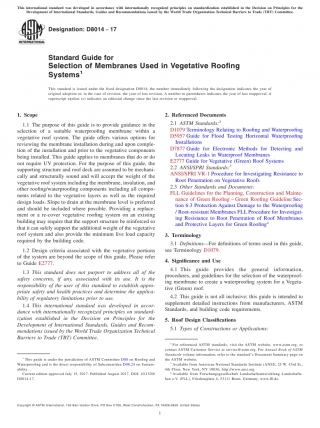 This international standard was developed in accordance with internationally recognized principles on standardization established in the Decision on Principles for the
Development of International Standards, Guides and Recommendations issued by the World Trade Organization Technical Barriers to Trade (TBT) Committee.
Designation: D8014 − 17
Standard Guide for
Selection of Membranes Used in Vegetative Roofing
Systems1
This standard is issued under the fixed designation D8014; the number immediately following the designation indicates the year of
original adoption or, in the case of revision, the year of last revision. A number in parentheses indicates the year of last reapproval. A
superscript epsilon (ε) indicates an editorial change since the last revision or reapproval.
1. Scope
1.1 The purpose of this guide is to provide guidance in the
selection of a suitable waterproofing membrane within a
vegetative roof system. The guide offers various options for
reviewing the membrane installation during and upon comple-
tion of the installation and prior to the vegetative components
being installed. This guide applies to membranes that do or do
not require UV protection. For the purpose of this guide, the
supporting structure and roof deck are assumed to be mechani-
cally and structurally sound and will accept the weight of the
vegetative roof system including the membrane, insulation, and
other roofing/waterproofing components including all compo-
nents related to the vegetative layers as well as the required
design loads. Slope to drain at the membrane level is preferred
and should be included where possible. Providing a replace-
ment or a re-cover vegetative roofing system on an existing
building may require that the support structure be reinforced so
that it can safely support the additional weight of the vegetative
roof system and also provide the minimum live load capacity
required by the building code.
1.2 Design criteria associated with the vegetative portions
of the system are beyond the scope of this guide. Please refer
to Guide E2777.
1.3 This standard does not purport to address all of the
safety concerns, if any, associated with its use. It is the
responsibility of the user of this standard to establish appro-
priate safety and health practices and determine the applica-
bility of regulatory limitations prior to use.
1.4 This international standard was developed in accor-
dance with internationally recognized principles on standard-
ization established in the Decision on Principles for the
Development of International Standards, Guides and Recom-
mendations issued by the World Trade Organization Technical
Barriers to Trade (TBT) Committee.
1 This guide is under the jurisdiction of ASTM Committee D08 on Roofing and
Waterproofing and is the direct responsibility of Subcommittee D08.24 on Sustain-
ability.
Current edition approved July 15, 2017. Published August 2017. DOI: 10.1520/
D8014-17.
2. Referenced Documents
2.1 ASTM Standards:2
D1079 Terminology Relating to Roofing and Waterproofing
D5957 Guide for Flood Testing Horizontal Waterproofing
Installations
D7877 Guide for Electronic Methods for Detecting and
Locating Leaks in Waterproof Membranes
E2777 Guide for Vegetative (Green) Roof Systems
2.2 ANSI/SPRI Standards:3
ANSI/SPRI VR-1 Procedure for Investigating Resistance to
Root Penetration on Vegetative Roofs
2.3 Other Standards and Documents:
FLL Guidelines for the Planning, Construction and Mainte-
nance of Green Roofing – Green Roofing Guideline Sec-
tion 6.3 Protection Against Damage to the Waterproofing
/ Root-resistant Membranes FLL Procedure for Investigat-
ing Resistance to Root Penetration of Roof Membranes
and Protective Layers for Green Roofing4
3. Terminology
3.1 Definitions—For definitions of terms used in this guide,
See Terminology D1079.
4. Significance and Use
4.1 This guide provides the general information,
procedures, and guidelines for the selection of the waterproof-
ing membrane to create a waterproofing system for a Vegeta-
tive (Green) roof.
4.2 This guide is not all inclusive; this guide is intended to
supplement detailed instructions from manufacturers, ASTM
Standards, and building code requirements.
5. Roof Design Classifications
5.1 Types of Constructions or Applications:
2 For referenced ASTM standards, visit the ASTM website, www.astm.org, or
contact ASTM Customer Service at service@astm.org. For Annual Book of ASTM
Standards volume information, refer to the standard's Document Summary page on
the ASTM website.
3 Available from American National Standards Institute (ANSI), 25 W. 43rd St.,
4th Floor, New York, NY 10036, http://www.ansi.org.
Copyright © ASTM International, 100 Barr Harbor Drive, PO Box C700, West Conshohocken, PA 19428-2959. United States
1